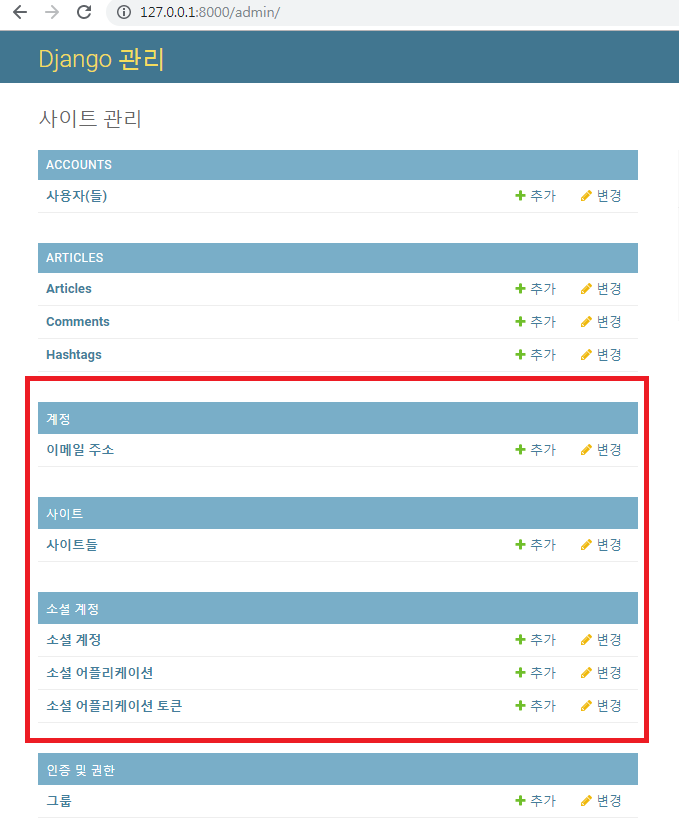 127.0.0.1:8000/admin/
Django 관리
사이트 관리
ACCOUNTS
사용자(들) 추가 변경
ARTICLES
Articles 추가 변경
Comments 추가 변경
Hashtags 추가 변경
계정
이메일 주소 추가 변경
사이트
사이트들 추가 변경
소셜 계정
소셜 계정 추가 변경
소셜 어플리케이션 추가 변경
소셜 어플리케이션 토큰 추가 변경
인증 및 권한
그룹 추가 변경